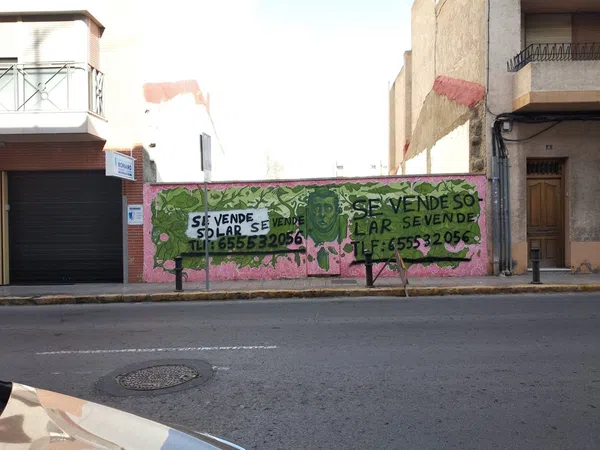 SE VENDE
SOLAR SE VENDE
TLF: 655532056
SE VENDE SO-
LAR SE VENDE
TLF: 655532056